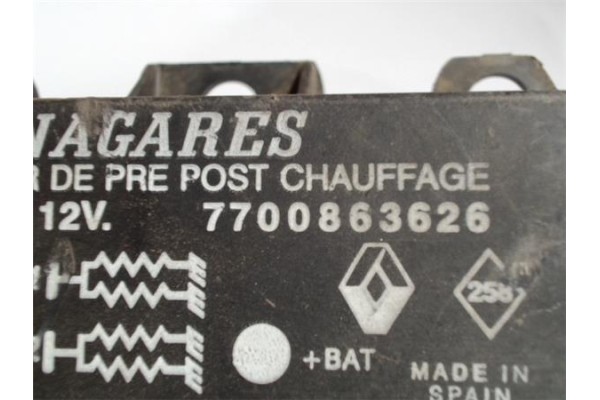 NAGARES
R DE PRE POST CHAUFFAGE
12V. 7700863626
258
+BAT
MADE IN
SPAIN